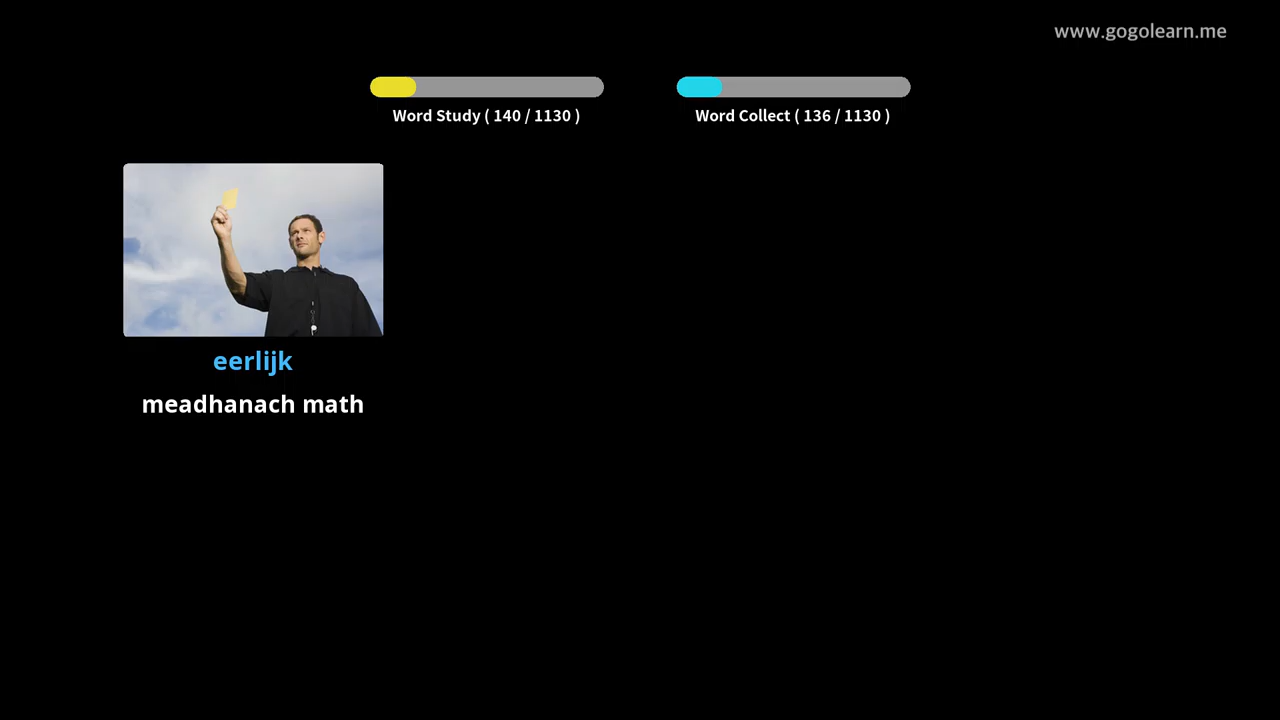 www.gogolearn.me
Word Study ( 140 / 1130 )
Word Collect ( 136 / 1130 )
eerlijk
meadhanach math